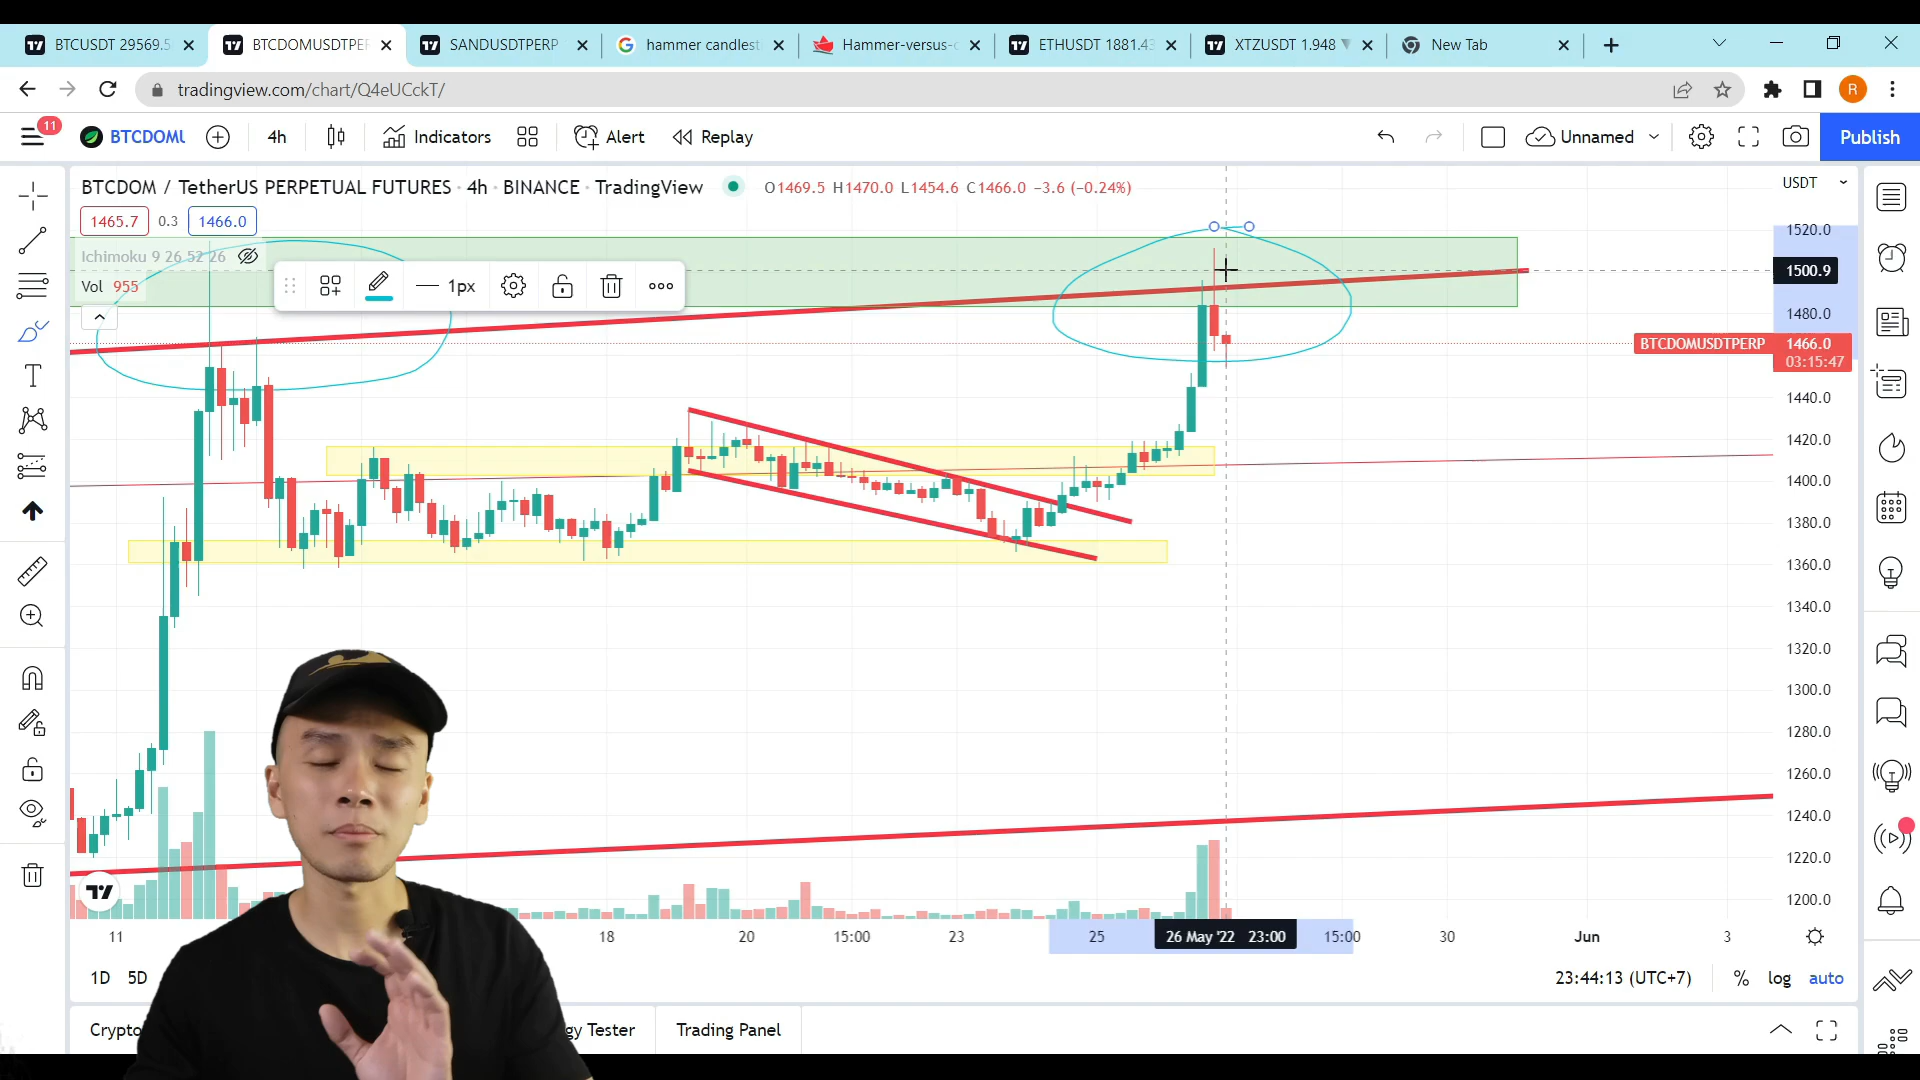 BTCUSDT 29569.5
BTCDOMUSDTPER
SANDUSDTPERP
hammer candlest
Hammer-versus-
ETHUSDT 1881.43
XTZUSDT 1.948
New Tab
tradingview.com/chart/Q4eUCckT/
R
11
BTCDOMU
4h
Indicators
Alert
Replay
Unnamed
Publish
BTCDOM / TetherUS PERPETUAL FUTURES · 4h · BINANCE · TradingView
O1469.5 H1470.0 L1454.6 C1466.0 −3.6 (−0.24%)
USDT
1465.7
0.3
1466.0
Ichimoku 9 26 52 26
Vol 955
1px
1520.0
1500.9
1480.0
BTCDOMUSDTPERP
1466.0
03:15:47
1440.0
1420.0
1400.0
1380.0
1360.0
1340.0
1320.0
1300.0
1280.0
1260.0
1240.0
1220.0
1200.0
11
18
20
15:00
23
25
26 May '22 23:00
15:00
30
Jun
3
1D
5D
23:44:13 (UTC+7)
%
log
auto
Crypto
gy Tester
Trading Panel